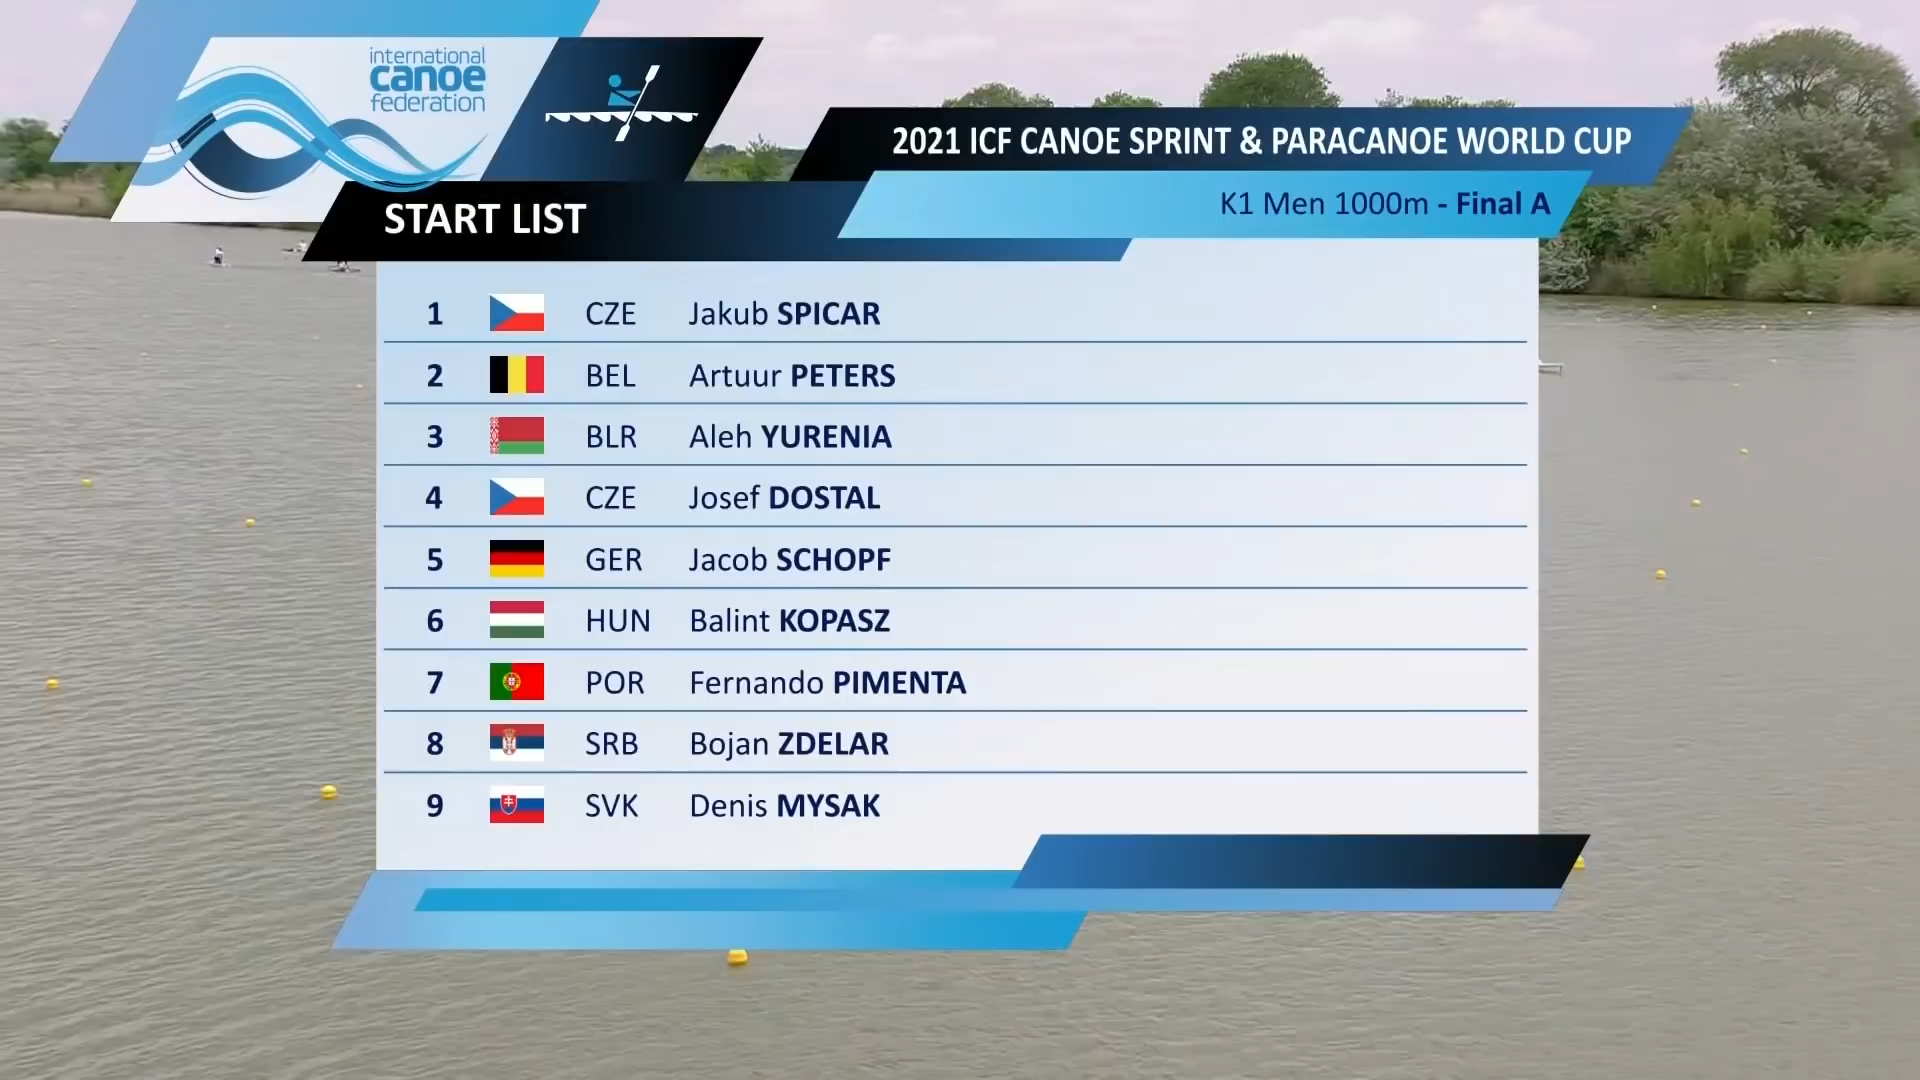 international
canoe
federation
2021 ICF CANOE SPRINT & PARACANOE WORLD CUP
K1 Men 1000m - Final A
START LIST
1 CZE Jakub SPICAR
2 BEL Artuur PETERS
3 BLR Aleh YURENIA
4 CZE Josef DOSTAL
5 GER Jacob SCHOPF
6 HUN Balint KOPASZ
7 POR Fernando PIMENTA
8 SRB Bojan ZDELAR
9 SVK Denis MYSAK